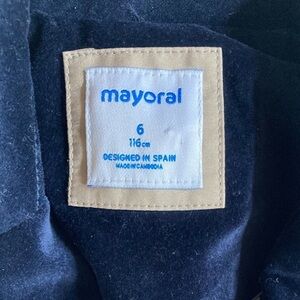 mayoral
6
116cm
DESIGNED IN SPAIN
MADE IN CAMBODIA